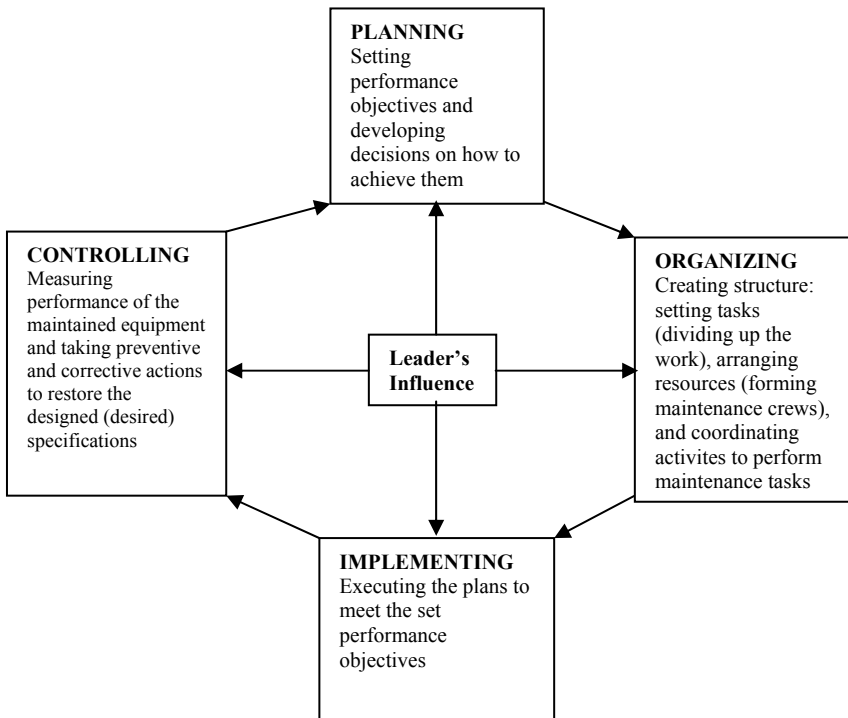 PLANNING
Setting
performance
objectives and
developing
decisions on how to
achieve them
CONTROLLING
Measuring
performance of the
maintained equipment
and taking preventive
and corrective actions
to restore the
designed (desired)
specifications
Leader's
Influence
ORGANIZING
Creating structure:
setting tasks
(dividing up the
work), arranging
resources (forming
maintenance crews),
and coordinating
activites to perform
maintenance tasks
IMPLEMENTING
Executing the plans to
meet the set
performance
objectives